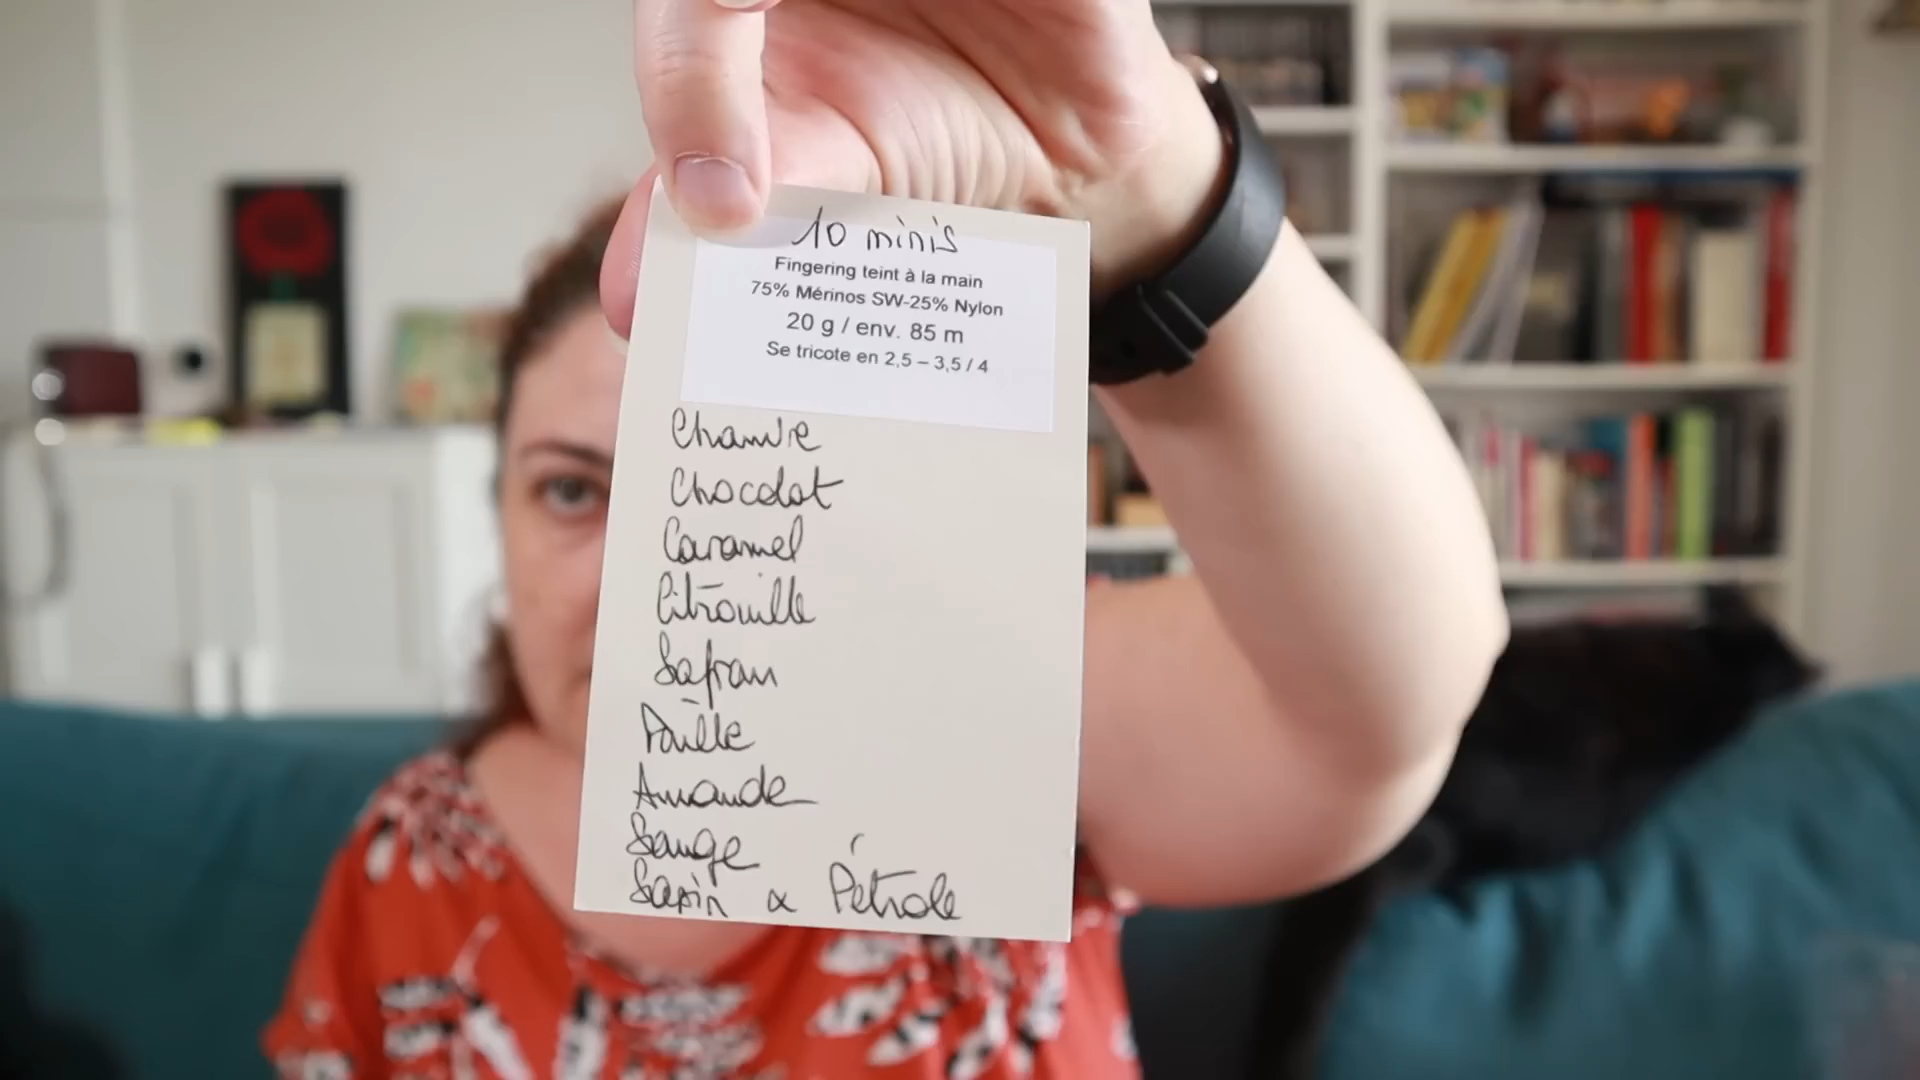 10 minis
Fingering teint à la main
75% Mérinos SW-25% Nylon
20 g / env. 85 m
Se tricote en 2,5 – 3,5 / 4
Chanvre
Chocolat
Caramel
Citrouille
Safran
Paille
Amande
Sauge
Sapin & Pétrole